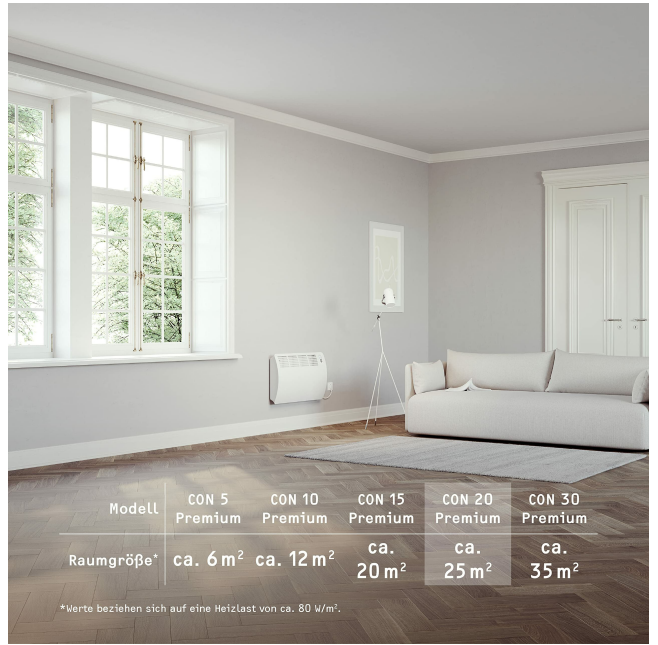 Modell CON 5 Premium CON 10 Premium CON 15 Premium CON 20 Premium CON 30 Premium
Raumgröße* ca. 6 m² ca. 12 m² ca. 20 m² ca. 25 m² ca. 35 m²
*Werte beziehen sich auf eine Heizlast von ca. 80 W/m².